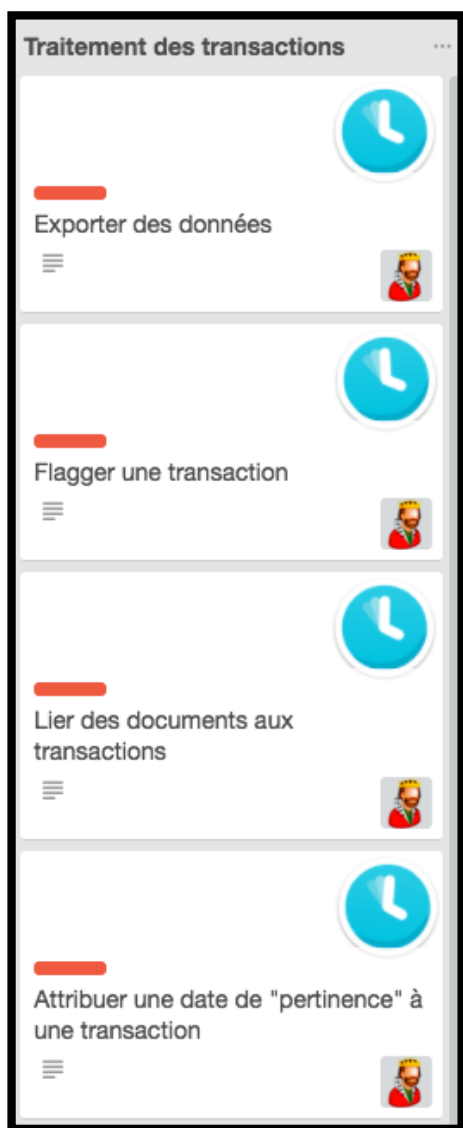 Traitement des transactions
Exporter des données
Flagger une transaction
Lier des documents aux
transactions
Attribuer une date de "pertinence" à
une transaction